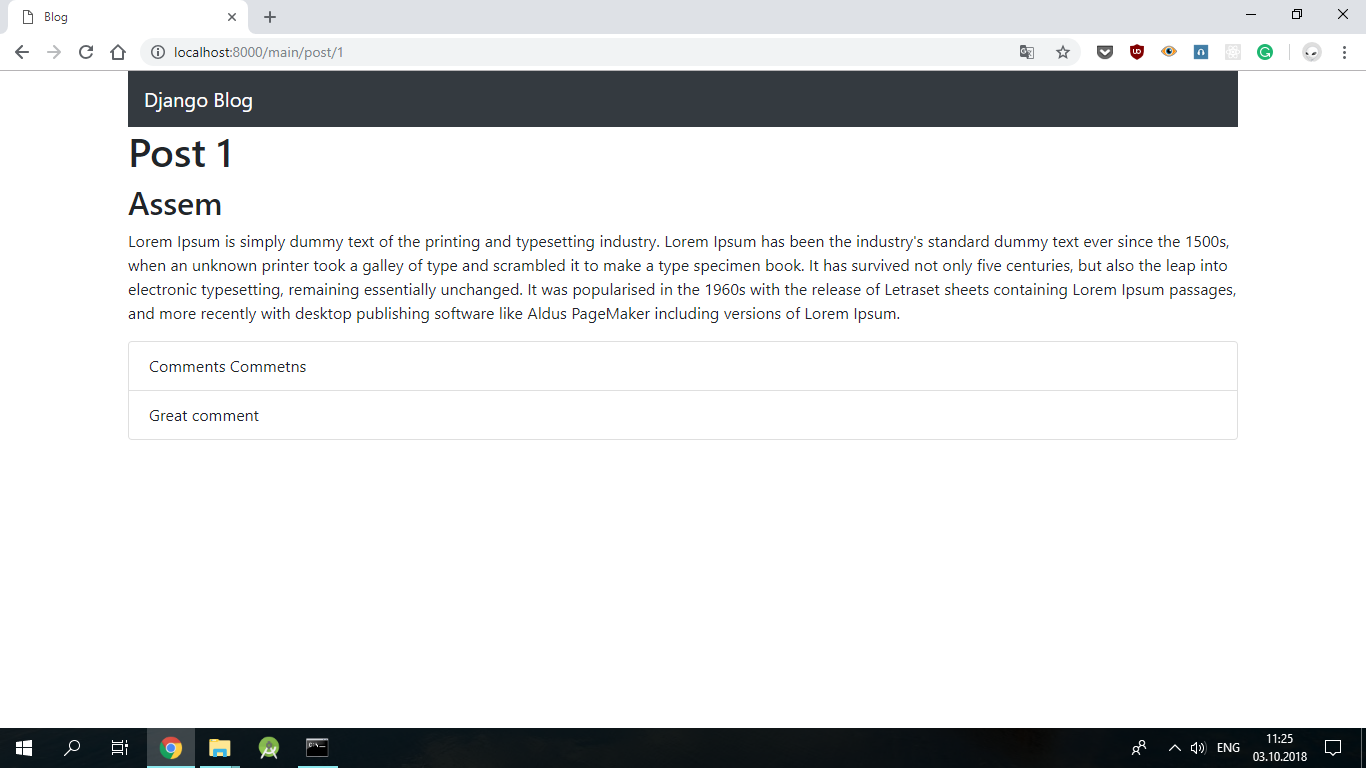 Blog
localhost:8000/main/post/1
Django Blog
Post 1
Assem
Lorem Ipsum is simply dummy text of the printing and typesetting industry. Lorem Ipsum has been the industry's standard dummy text ever since the 1500s,
when an unknown printer took a galley of type and scrambled it to make a type specimen book. It has survived not only five centuries, but also the leap into
electronic typesetting, remaining essentially unchanged. It was popularised in the 1960s with the release of Letraset sheets containing Lorem Ipsum passages,
and more recently with desktop publishing software like Aldus PageMaker including versions of Lorem Ipsum.
Comments Commetns
Great comment
ENG
11:25
03.10.2018